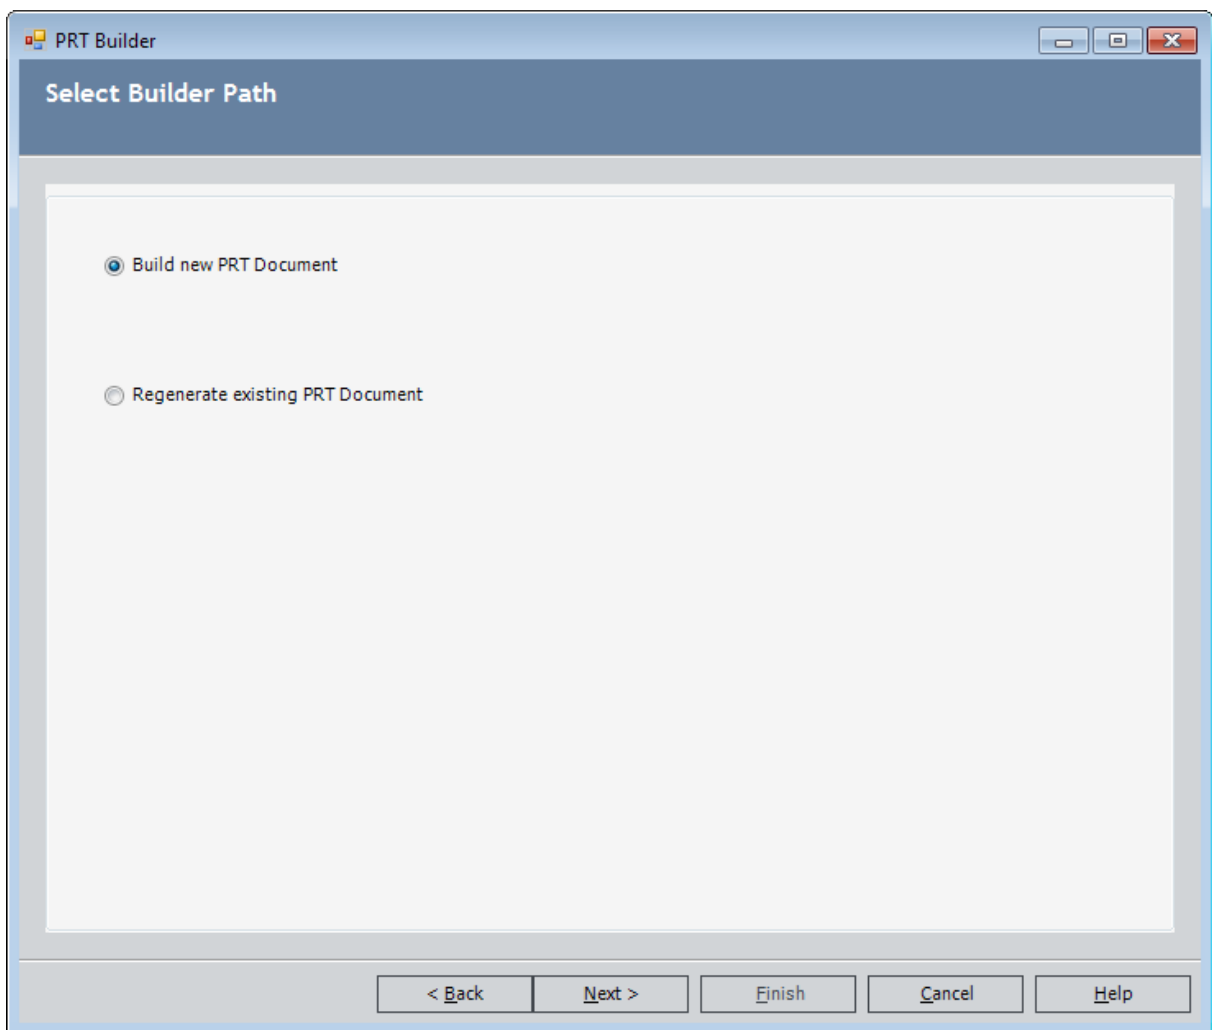 PRT Builder
Select Builder Path
Build new PRT Document
Regenerate existing PRT Document
< Back Next > Finish Cancel Help